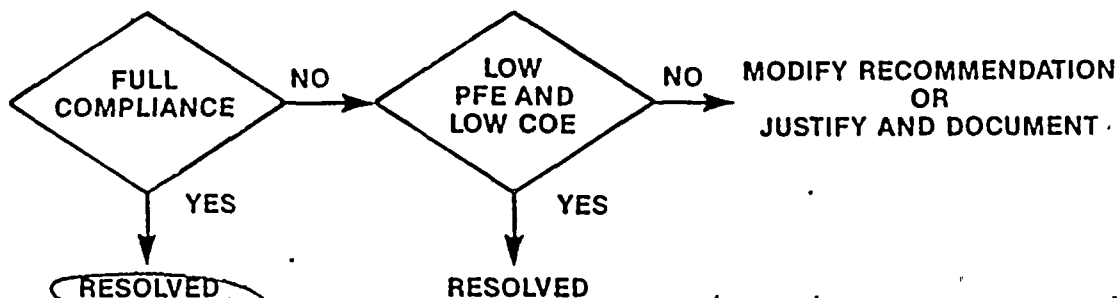 FULL
COMPLIANCE
NO
LOW
PFE AND
LOW COE
NO
MODIFY RECOMMENDATION
OR
JUSTIFY AND DOCUMENT
YES
YES
RESOLVED
RESOLVED